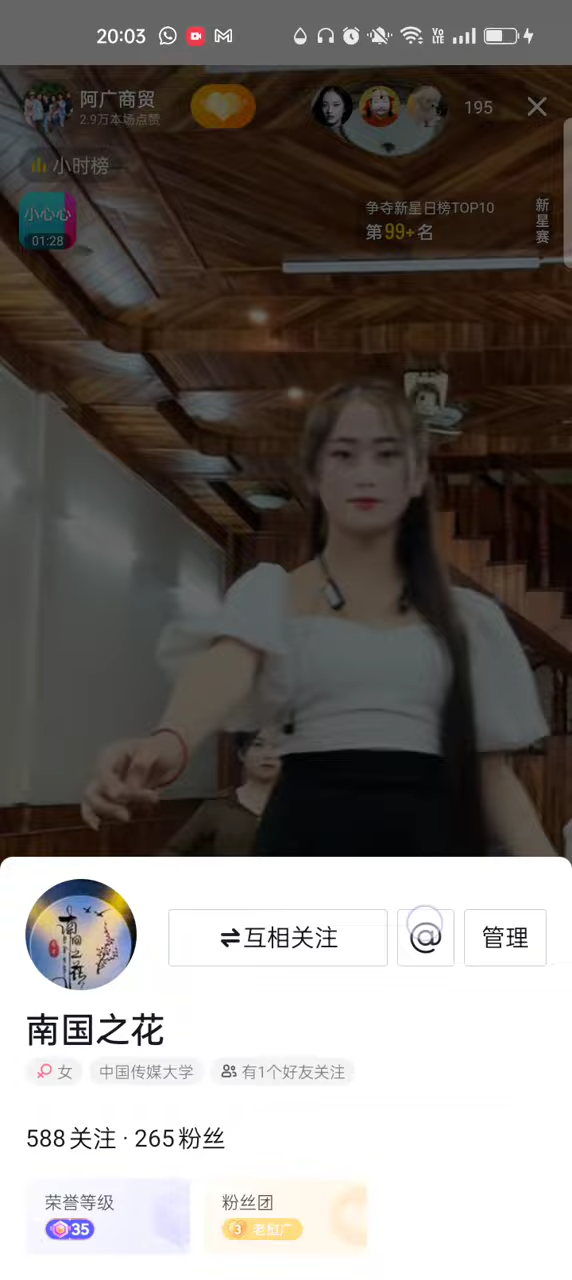 20:03
阿广商贸
2.9万本场点赞
195
小时榜
小心心
01:28
争夺新星日榜TOP10
第99+名
新星赛
南国之花
互相关注
@
管理
南国之花
女
中国传媒大学
有1个好友关注
588关注 · 265粉丝
荣誉等级
35
粉丝团
3